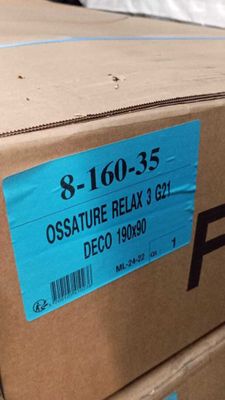 8-160-35
OSSATURE RELAX 3 G21
DECO 190x90
ML-24-22
1